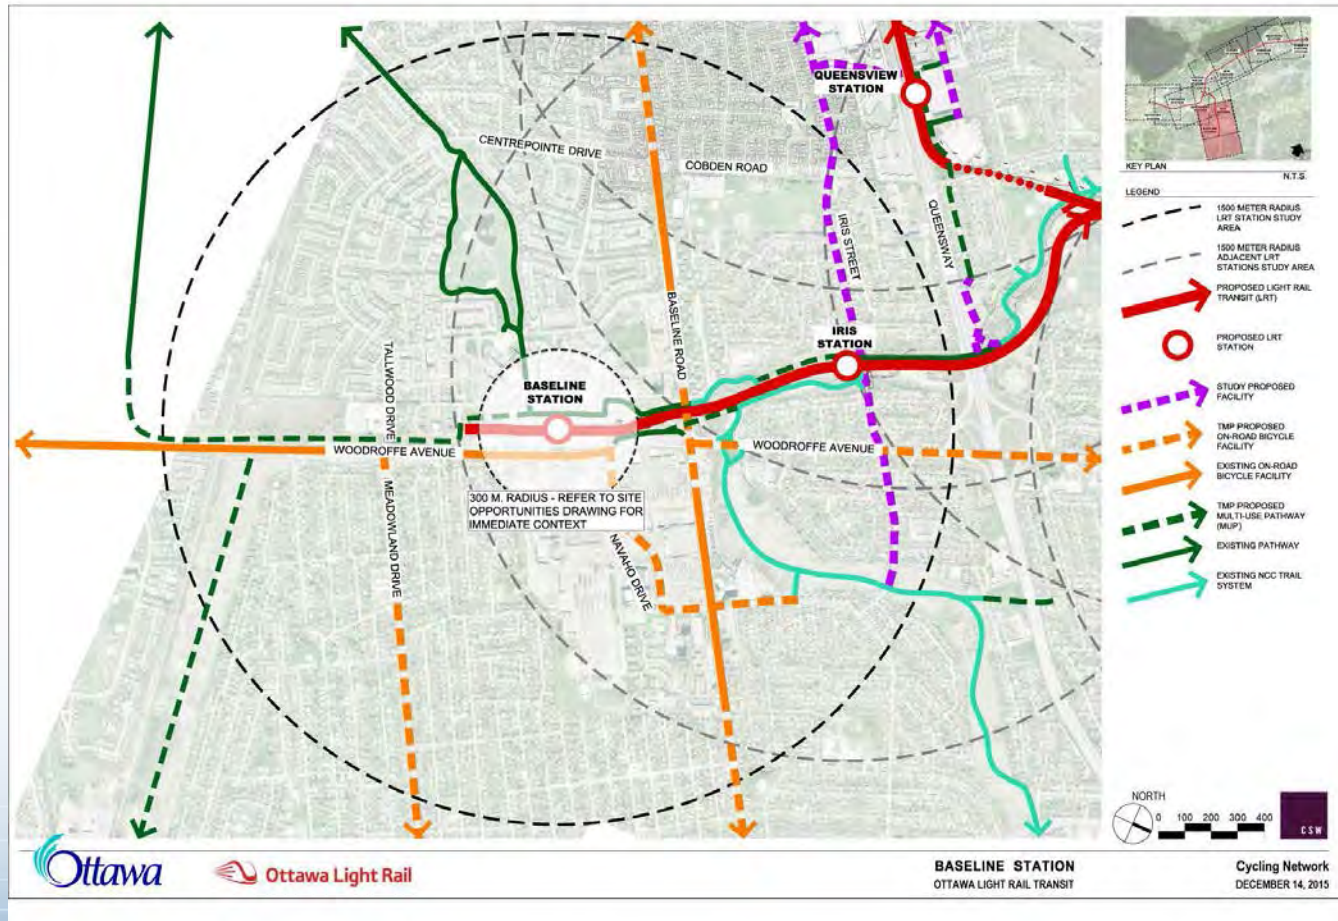 QUEENSVIEW
STATION
CENTREPOINTE DRIVE
COBDEN ROAD
IRIS STREET
QUEENSWAY
BASELINE ROAD
IRIS
STATION
TALLWOOD DRIVE
BASELINE
STATION
WOODROFFE AVENUE
WOODROFFE AVENUE
300 M. RADIUS - REFER TO SITE
OPPORTUNITIES DRAWING FOR
IMMEDIATE CONTEXT
MEADOWLAND DRIVE
NAVAHO DRIVE
KEY PLAN
N.T.S.
LEGEND
1500 METER RADIUS
LRT STATION STUDY
AREA
1500 METER RADIUS
ADJACENT LRT
STATIONS STUDY AREA
PROPOSED LIGHT RAIL
TRANSIT (LRT)
PROPOSED LRT
STATION
STUDY PROPOSED
FACILITY
TMP PROPOSED
ON-ROAD BICYCLE
FACILITY
EXISTING ON-ROAD
BICYCLE FACILITY
TMP PROPOSED
MULTI-USE PATHWAY
(MUP)
EXISTING PATHWAY
EXISTING NCC TRAIL
SYSTEM
NORTH
0 100 200 300 400
CSW
Ottawa
Ottawa Light Rail
BASELINE STATION
OTTAWA LIGHT RAIL TRANSIT
Cycling Network
DECEMBER 14, 2015